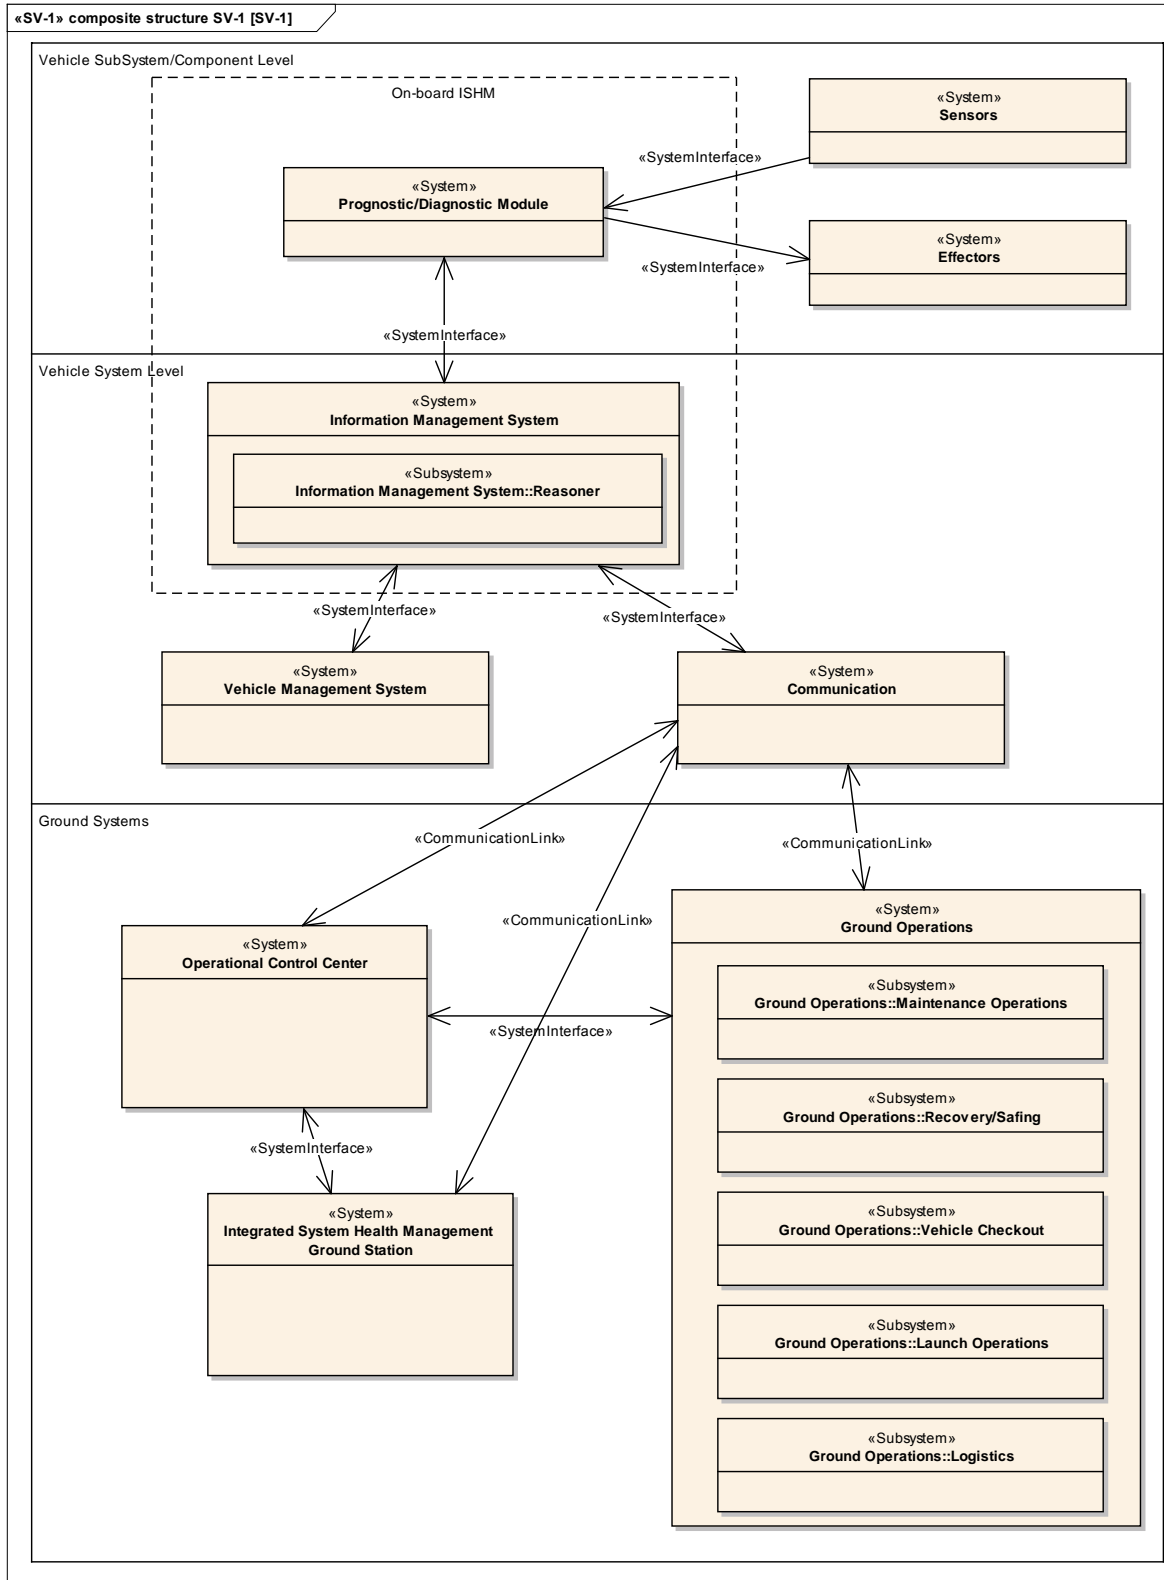 «SV-1» composite structure SV-1 [SV-1]
Vehicle SubSystem/Component Level
On-board ISHM
«System»
Sensors
«SystemInterface»
«System»
Prognostic/Diagnostic Module
«System»
Effectors
«SystemInterface»
«SystemInterface»
Vehicle System Level
«System»
Information Management System
«Subsystem»
Information Management System::Reasoner
«SystemInterface»
«SystemInterface»
«System»
Vehicle Management System
«System»
Communication
Ground Systems
«CommunicationLink»
«CommunicationLink»
«CommunicationLink»
«System»
Operational Control Center
«System»
Ground Operations
«Subsystem»
Ground Operations::Maintenance Operations
«SystemInterface»
«Subsystem»
Ground Operations::Recovery/Safing
«SystemInterface»
«System»
Integrated System Health Management
Ground Station
«Subsystem»
Ground Operations::Vehicle Checkout
«Subsystem»
Ground Operations::Launch Operations
«Subsystem»
Ground Operations::Logistics